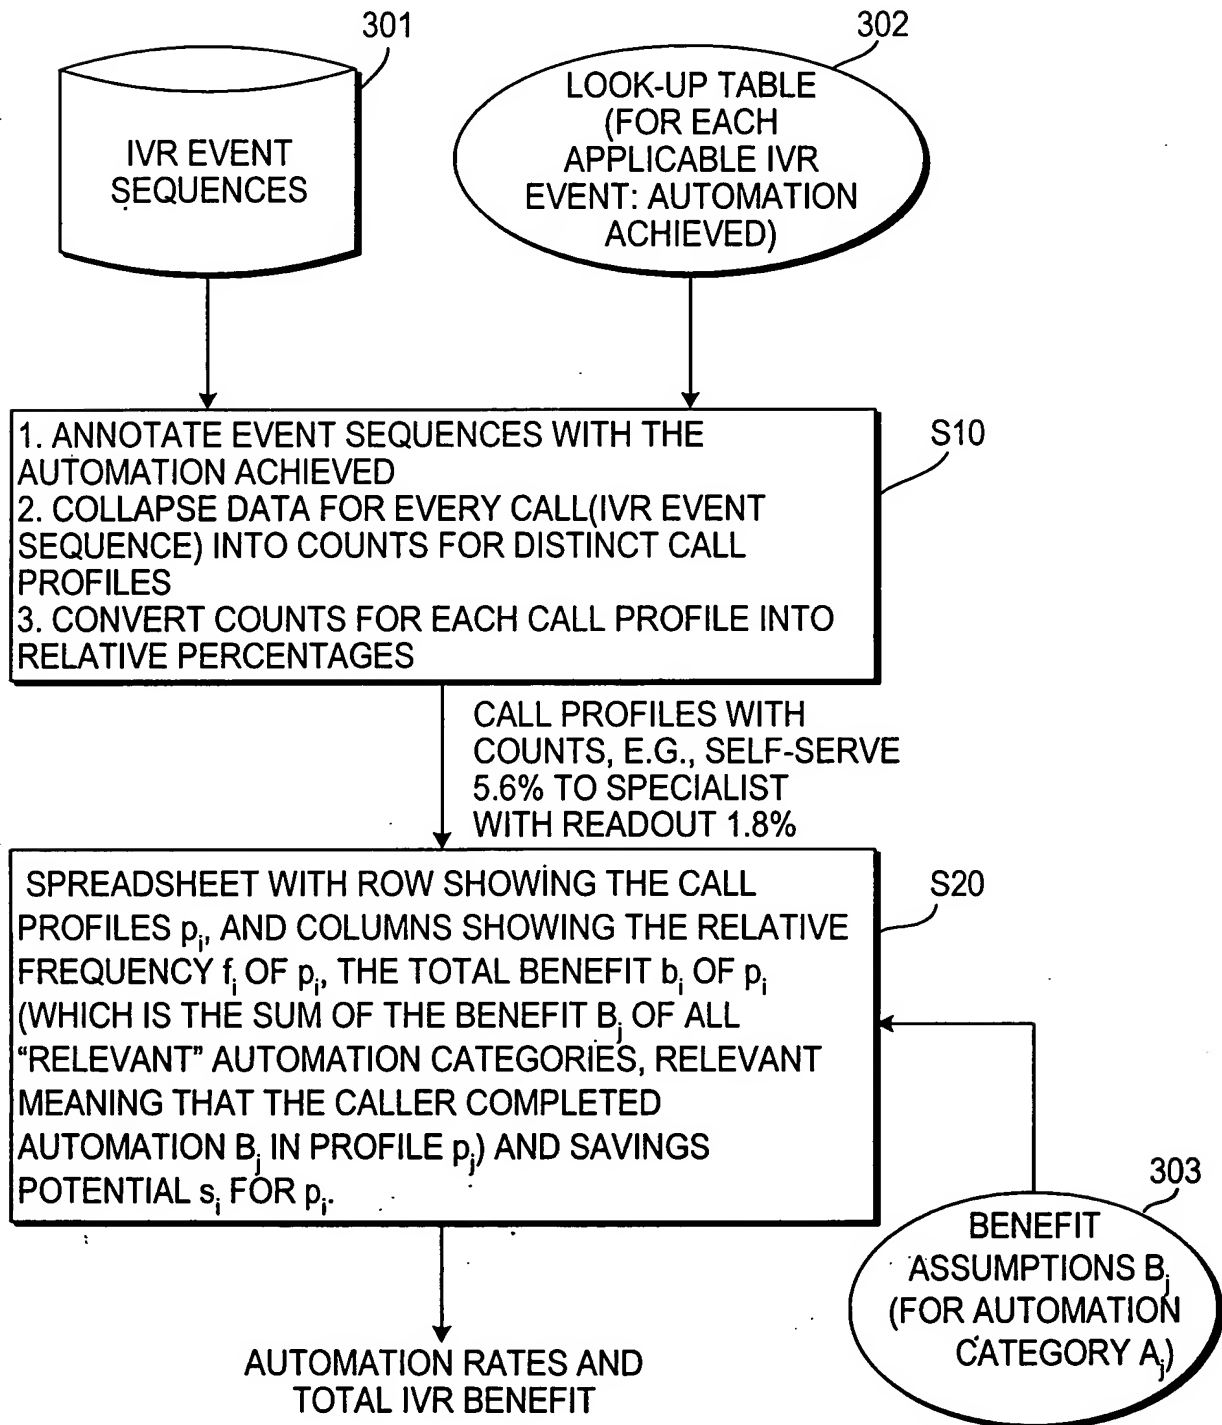 301
302
IVR EVENT
SEQUENCES
LOOK-UP TABLE
(FOR EACH
APPLICABLE IVR
EVENT: AUTOMATION
ACHIEVED)
1. ANNOTATE EVENT SEQUENCES WITH THE
AUTOMATION ACHIEVED
2. COLLAPSE DATA FOR EVERY CALL(IVR EVENT
SEQUENCE) INTO COUNTS FOR DISTINCT CALL
PROFILES
3. CONVERT COUNTS FOR EACH CALL PROFILE INTO
RELATIVE PERCENTAGES
S10
CALL PROFILES WITH
COUNTS, E.G., SELF-SERVE
5.6% TO SPECIALIST
WITH READOUT 1.8%
SPREADSHEET WITH ROW SHOWING THE CALL
PROFILES pi, AND COLUMNS SHOWING THE RELATIVE
FREQUENCY fi OF pi, THE TOTAL BENEFIT bi OF pi
(WHICH IS THE SUM OF THE BENEFIT Bj OF ALL
“RELEVANT” AUTOMATION CATEGORIES, RELEVANT
MEANING THAT THE CALLER COMPLETED
AUTOMATION Bj IN PROFILE pj) AND SAVINGS
POTENTIAL si FOR pi.
S20
303
BENEFIT
ASSUMPTIONS Bj
(FOR AUTOMATION
CATEGORY Aj)
AUTOMATION RATES AND
TOTAL IVR BENEFIT